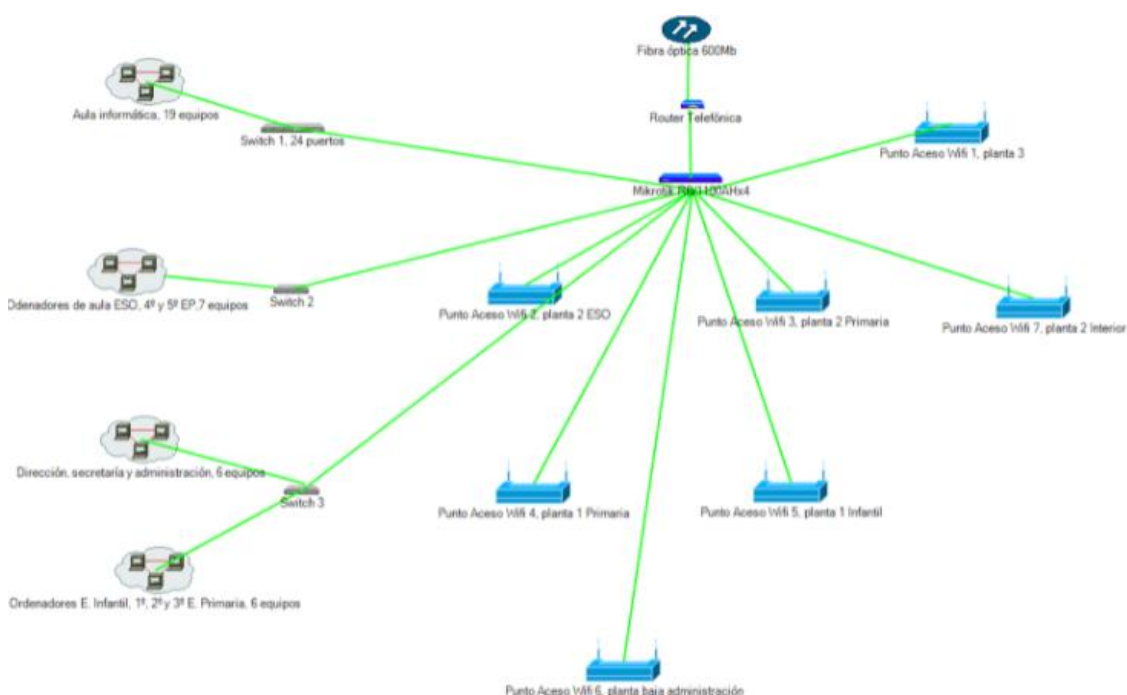 Fibra óptica 600Mb
Aula informática, 19 equipos
Router Telefónica
Switch 1, 24 puertos
Punto Aceso Wifi 1, planta 3
Mikrotik RB1100AHx4
Odenadores de aula ESO, 4º y 5º EP,7 equipos
Switch 2
Punto Aceso Wifi 2, planta 2 ESO
Punto Aceso Wifi 3, planta 2 Primaria
Punto Aceso Wifi 7, planta 2 Interior
Dirección, secretaría y administración, 6 equipos
Switch 3
Punto Aceso Wifi 4, planta 1 Primaria
Punto Aceso Wifi 5, planta 1 Infantil
Ordenadores E. Infantil, 1º, 2º y 3º E. Primaria, 6 equipos
Punto Aceso Wifi 6, planta baja administración